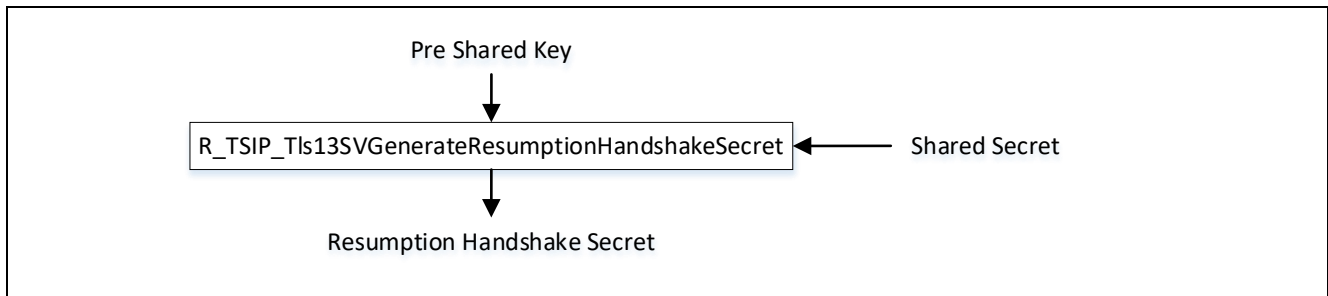 Pre Shared Key
R_TSIP_Tls13SVGenerateResumptionHandshakeSecret
Shared Secret
Resumption Handshake Secret